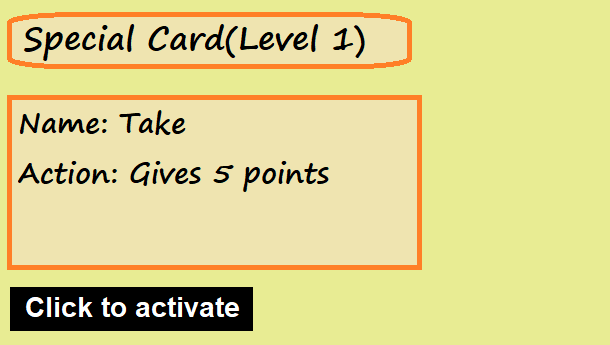 Special Card(Level 1)
Name: Take
Action: Gives 5 points
Click to activate